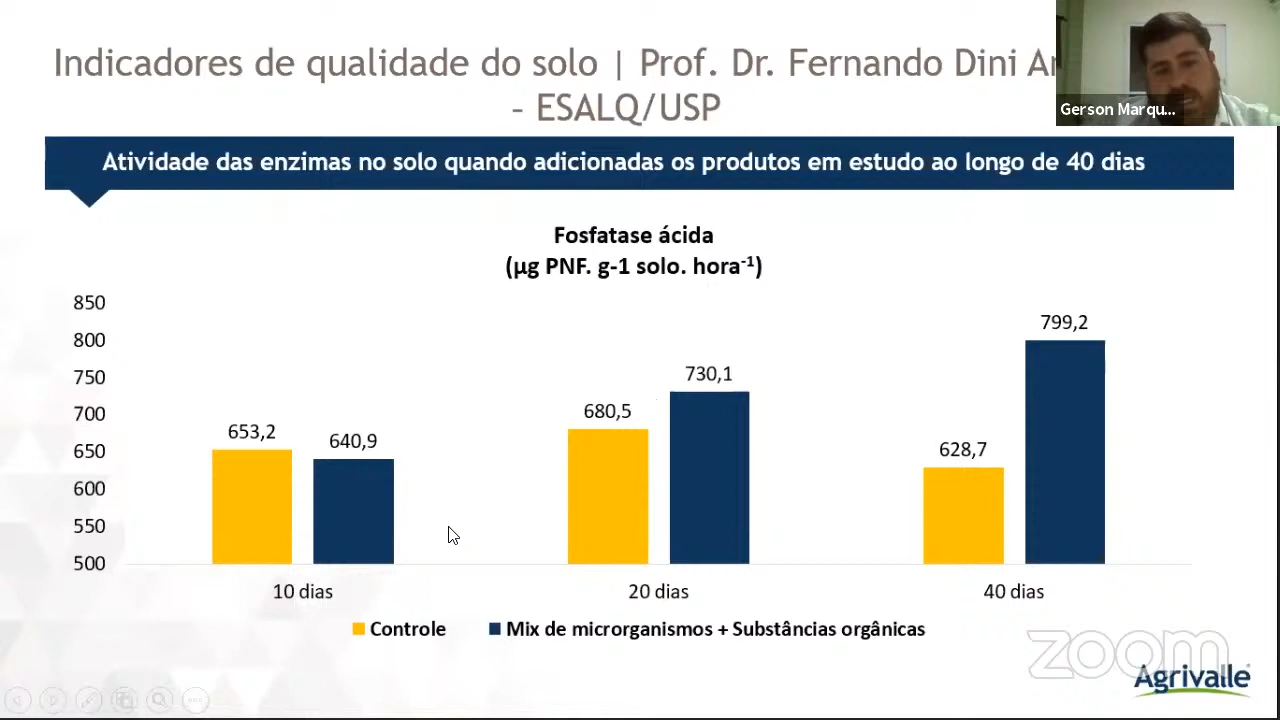 Indicadores de qualidade do solo | Prof. Dr. Fernando Dini
– ESALQ/USP
Gerson Marqu...
Atividade das enzimas no solo quando adicionadas os produtos em estudo ao longo de 40 dias
Fosfatase ácida
(µg PNF. g-1 solo. hora⁻¹)
850
800
750
700
650
600
550
500
653,2
640,9
680,5
730,1
628,7
799,2
10 dias
20 dias
40 dias
Controle
Mix de microrganismos + Substâncias orgânicas
zoom
Agrivalle